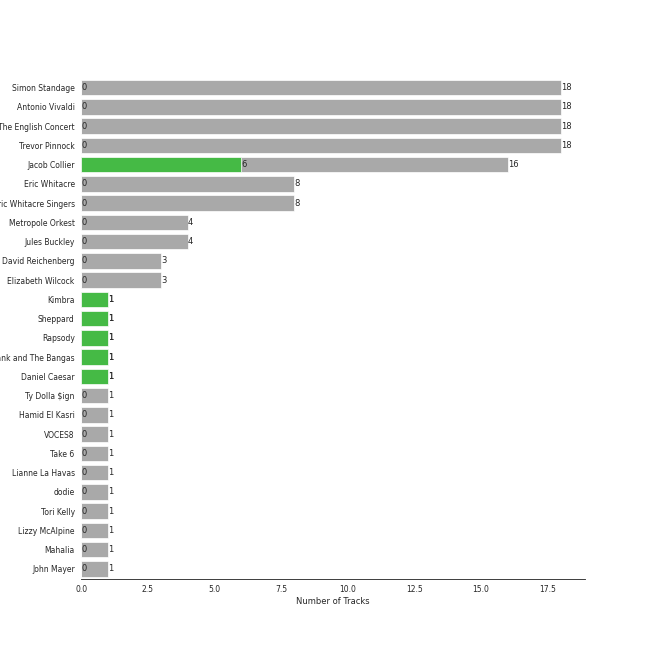 Simon Standage 0 18
Antonio Vivaldi 0 18
The English Concert 0 18
Trevor Pinnock 0 18
Jacob Collier 6 16
Eric Whitacre 0 8
ric Whitacre Singers 0 8
Metropole Orkest 0 4
Jules Buckley 0 4
David Reichenberg 0 3
Elizabeth Wilcock 0 3
Kimbra 1
Sheppard 1
Rapsody 1
ank and The Bangas 1
Daniel Caesar 1
Ty Dolla $ign 0 1
Hamid El Kasri 0 1
VOCES8 0 1
Take 6 0 1
Lianne La Havas 0 1
dodie 0 1
Tori Kelly 0 1
Lizzy McAlpine 0 1
Mahalia 0 1
John Mayer 0 1
0.0 2.5 5.0 7.5 10.0 12.5 15.0 17.5
Number of Tracks